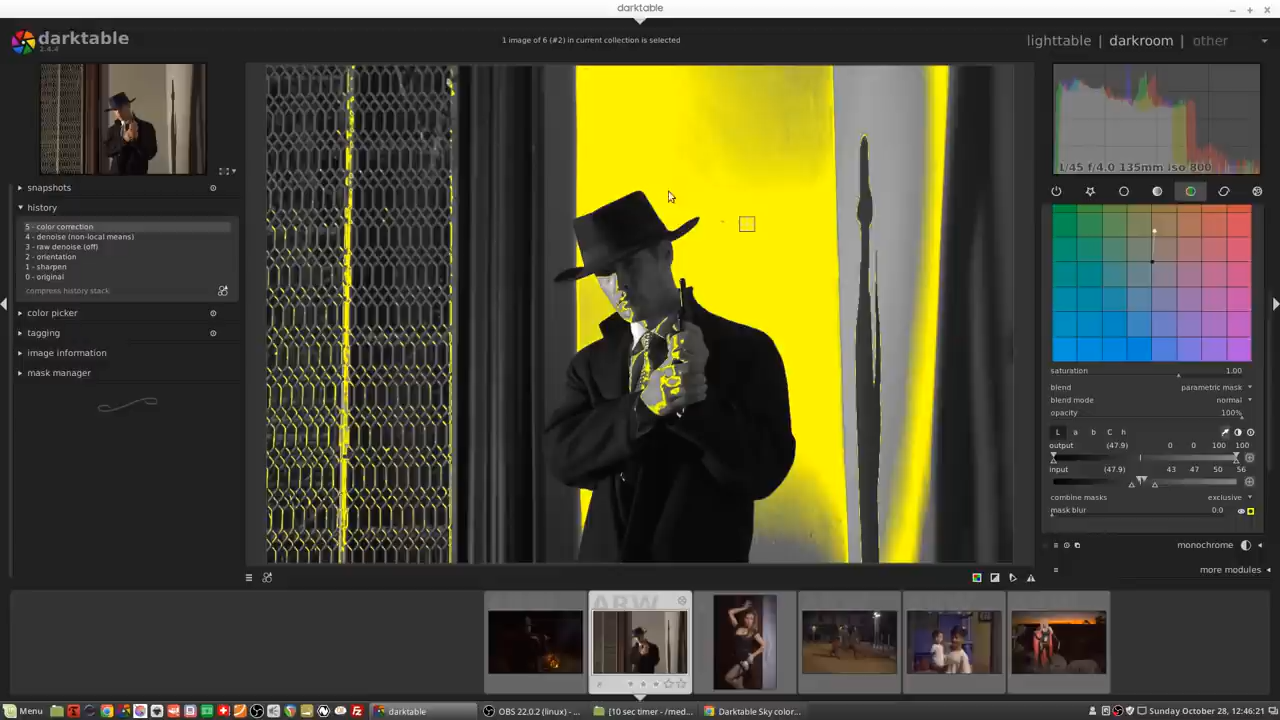 darktable
darktable
2.4.4
1 image of 6 (#2) in current collection is selected
lighttable | darkroom | other
1/45 f/4.0 135mm iso 800
snapshots
history
5 - color correction
4 - denoise (non-local means)
3 - raw denoise (off)
2 - orientation
1 - sharpen
0 - original
compress history stack
color picker
tagging
image information
mask manager
saturation 1.00
blend parametric mask
blend mode normal
opacity 100%
L a b C h
output (47.9) 0 0 100 100
input (47.9) 43 47 50 56
combine masks exclusive
mask blur 0.0
monochrome
more modules
ARW
Menu
darktable
OBS 22.0.2 (linux) - ...
[10 sec timer - /med...
Darktable Sky color...
Sunday October 28, 12:46:21